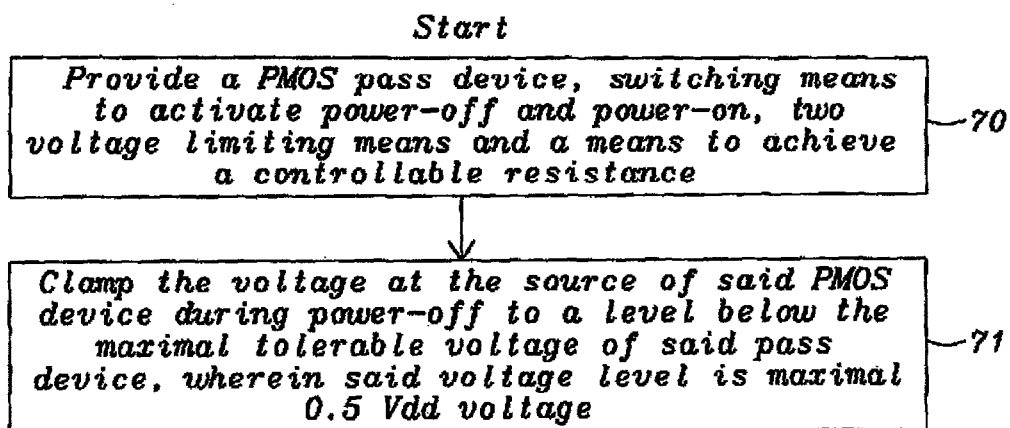 Start
Provide a PMOS pass device, switching means
to activate power-off and power-on, two
voltage limiting means and a means to achieve
a controllable resistance
70
Clamp the voltage at the source of said PMOS
device during power-off to a level below the
maximal tolerable voltage of said pass
device, wherein said voltage level is maximal
0.5 Vdd voltage
71